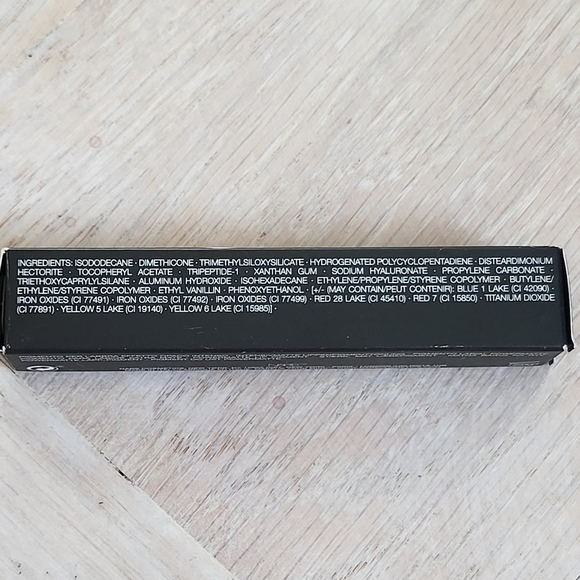 INGREDIENTS: ISODODECANE · DIMETHICONE · TRIMETHYLSILOXYSILICATE · HYDROGENATED POLYCYCLOPENTADIENE · DISTEARDIMONIUM
HECTORITE · TOCOPHERYL ACETATE · TRIPEPTIDE-1 · XANTHAN GUM · SODIUM HYALURONATE · PROPYLENE CARBONATE ·
TRIETHOXYCAPRYLYLSILANE · ALUMINUM HYDROXIDE · ISOHEXADECANE · ETHYLENE/PROPYLENE/STYRENE COPOLYMER · BUTYLENE/
ETHYLENE/STYRENE COPOLYMER · ETHYL VANILLIN · PHENOXYETHANOL · [+/- (MAY CONTAIN/PEUT CONTENIR): BLUE 1 LAKE (CI 42090) ·
IRON OXIDES (CI 77491) · IRON OXIDES (CI 77492) · IRON OXIDES (CI 77499) · RED 28 LAKE (CI 45410) · RED 7 (CI 15850) · TITANIUM DIOXIDE
(CI 77891) · YELLOW 5 LAKE (CI 19140) · YELLOW 6 LAKE (CI 15985)] ·